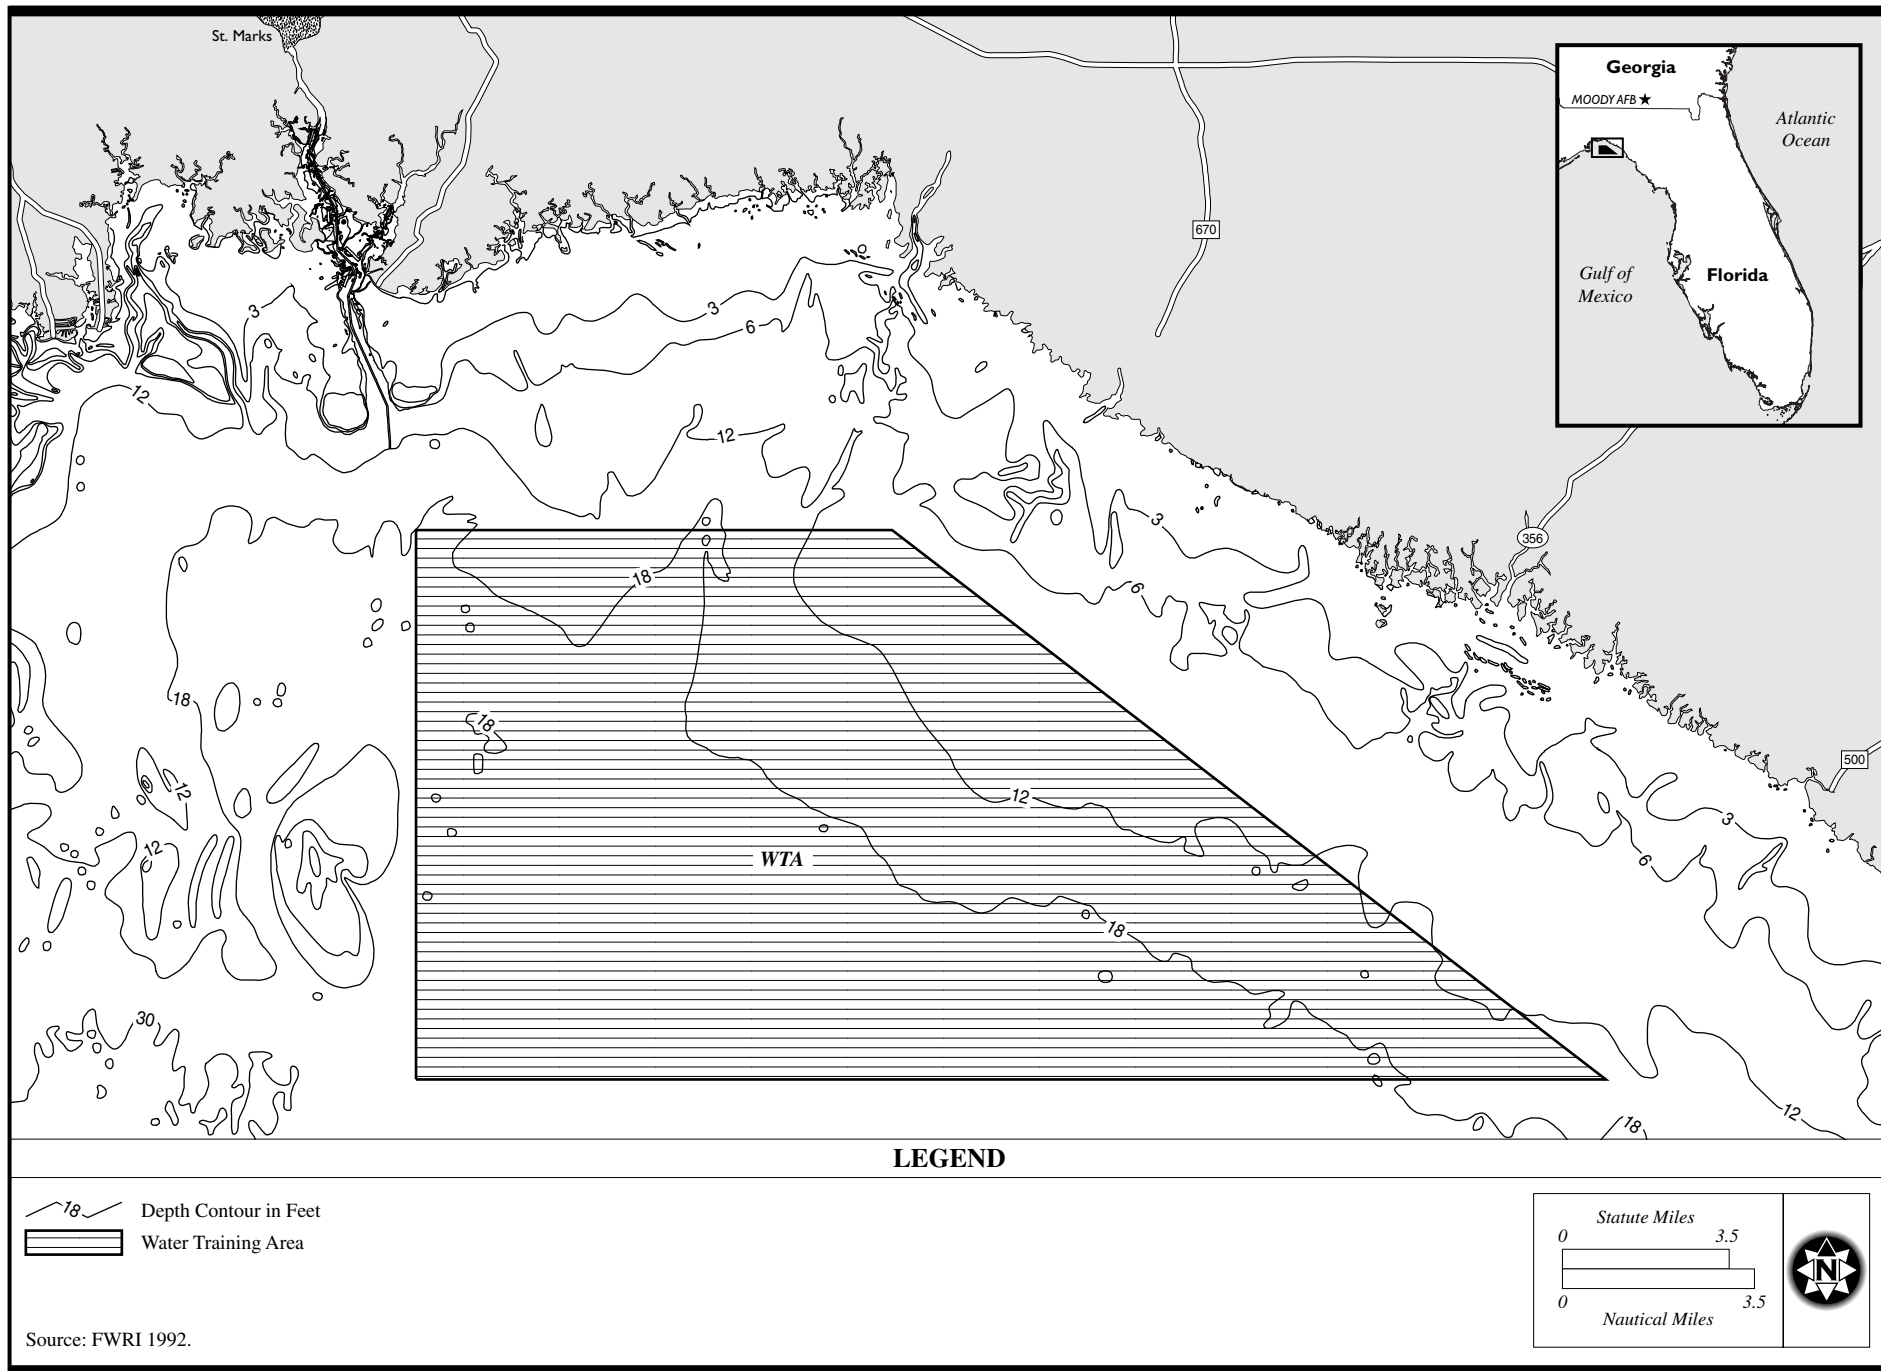 St. Marks
Georgia
MOODY AFB
Atlantic
Ocean
670
Gulf of
Mexico
Florida
3
3
6
12
12
3
356
18
6
18
18
500
12
12
3
12
6
WTA
18
30
12
18
LEGEND
18
Depth Contour in Feet
Water Training Area
Statute Miles
0
3.5
N
0
3.5
Nautical Miles
Source: FWRI 1992.